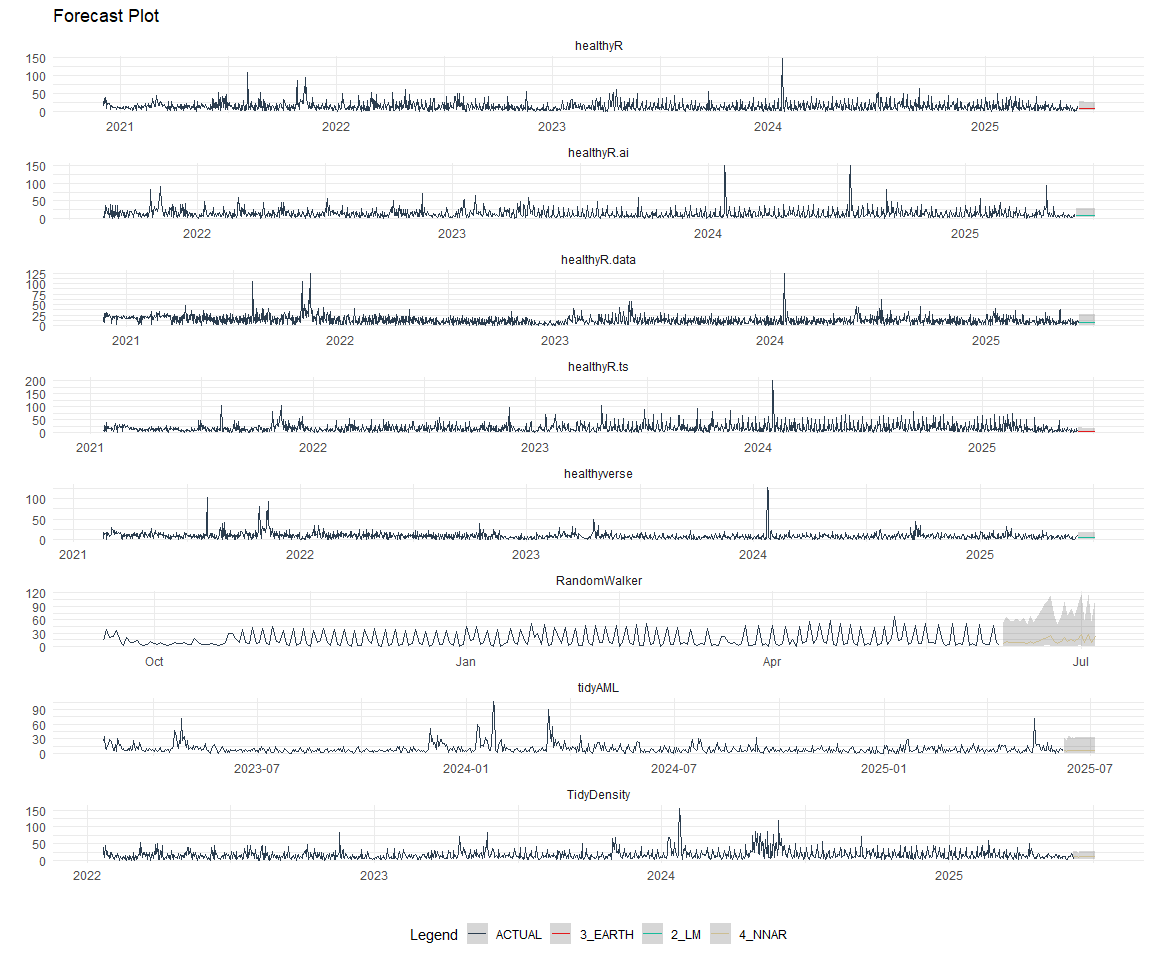 Forecast Plot
healthyR
150
100
50
0
2021 2022 2023 2024 2025
healthyR.ai
150
100
50
0
2022 2023 2024 2025
healthyR.data
125
100
75
50
25
0
2021 2022 2023 2024 2025
healthyR.ts
200
150
100
50
0
2021 2022 2023 2024 2025
healthyverse
100
50
0
2021 2022 2023 2024 2025
RandomWalker
120
90
60
30
0
Oct Jan Apr Jul
tidyAML
90
60
30
0
2023-07 2024-01 2024-07 2025-01 2025-07
TidyDensity
150
100
50
0
2022 2023 2024 2025
Legend ACTUAL 3_EARTH 2_LM 4_NNAR